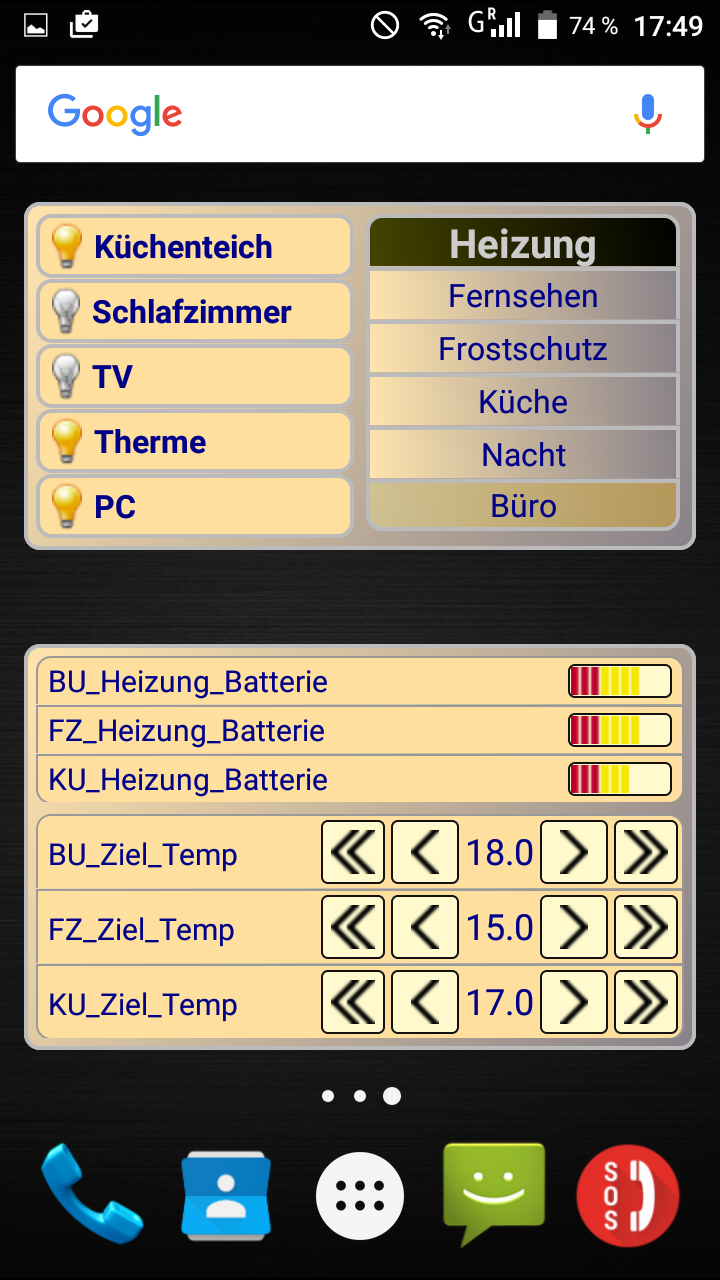 G R 74 % 17:49
Google
Küchenteich
Schlafzimmer
TV
Therme
PC
Heizung
Fernsehen
Frostschutz
Küche
Nacht
Büro
BU_Heizung_Batterie
FZ_Heizung_Batterie
KU_Heizung_Batterie
BU_Ziel_Temp 18.0
FZ_Ziel_Temp 15.0
KU_Ziel_Temp 17.0
SOS